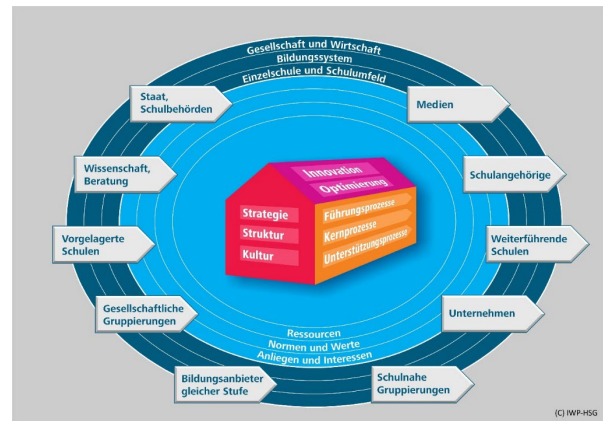 Gesellschaft und Wirtschaft
Bildungssystem
Einzelschule und Schulumfeld
Staat,
Schulbehörden
Medien
Wissenschaft,
Beratung
Schulangehörige
Vorgelagerte
Schulen
Weiterführende
Schulen
Gesellschaftliche
Gruppierungen
Unternehmen
Bildungsanbieter
gleicher Stufe
Schulnahe
Gruppierungen
Innovation
Optimierung
Strategie
Struktur
Kultur
Führungsprozesse
Kernprozesse
Unterstützungsprozesse
Ressourcen
Normen und Werte
Anliegen und Interessen
(C) IWP-HSG